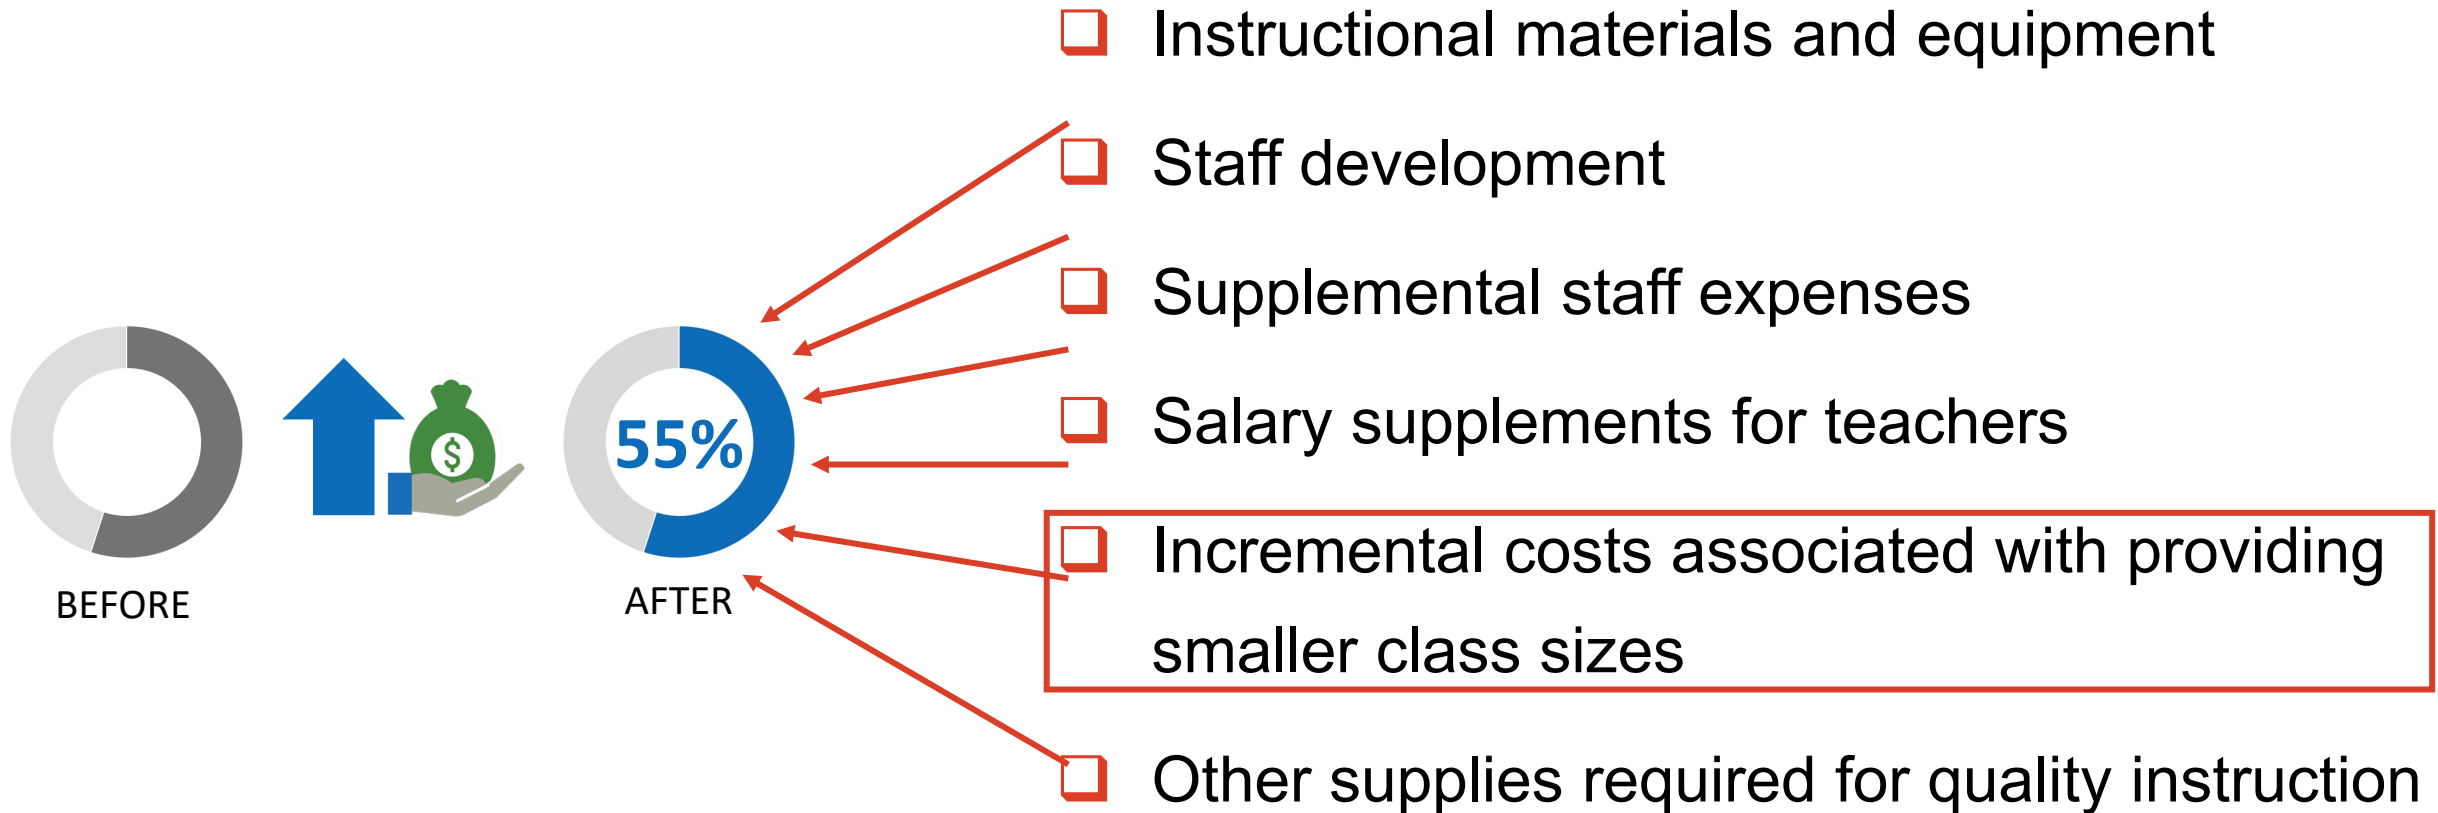 Instructional materials and equipment
Staff development
Supplemental staff expenses
Salary supplements for teachers
Incremental costs associated with providing
smaller class sizes
Other supplies required for quality instruction
$
55%
BEFORE
AFTER